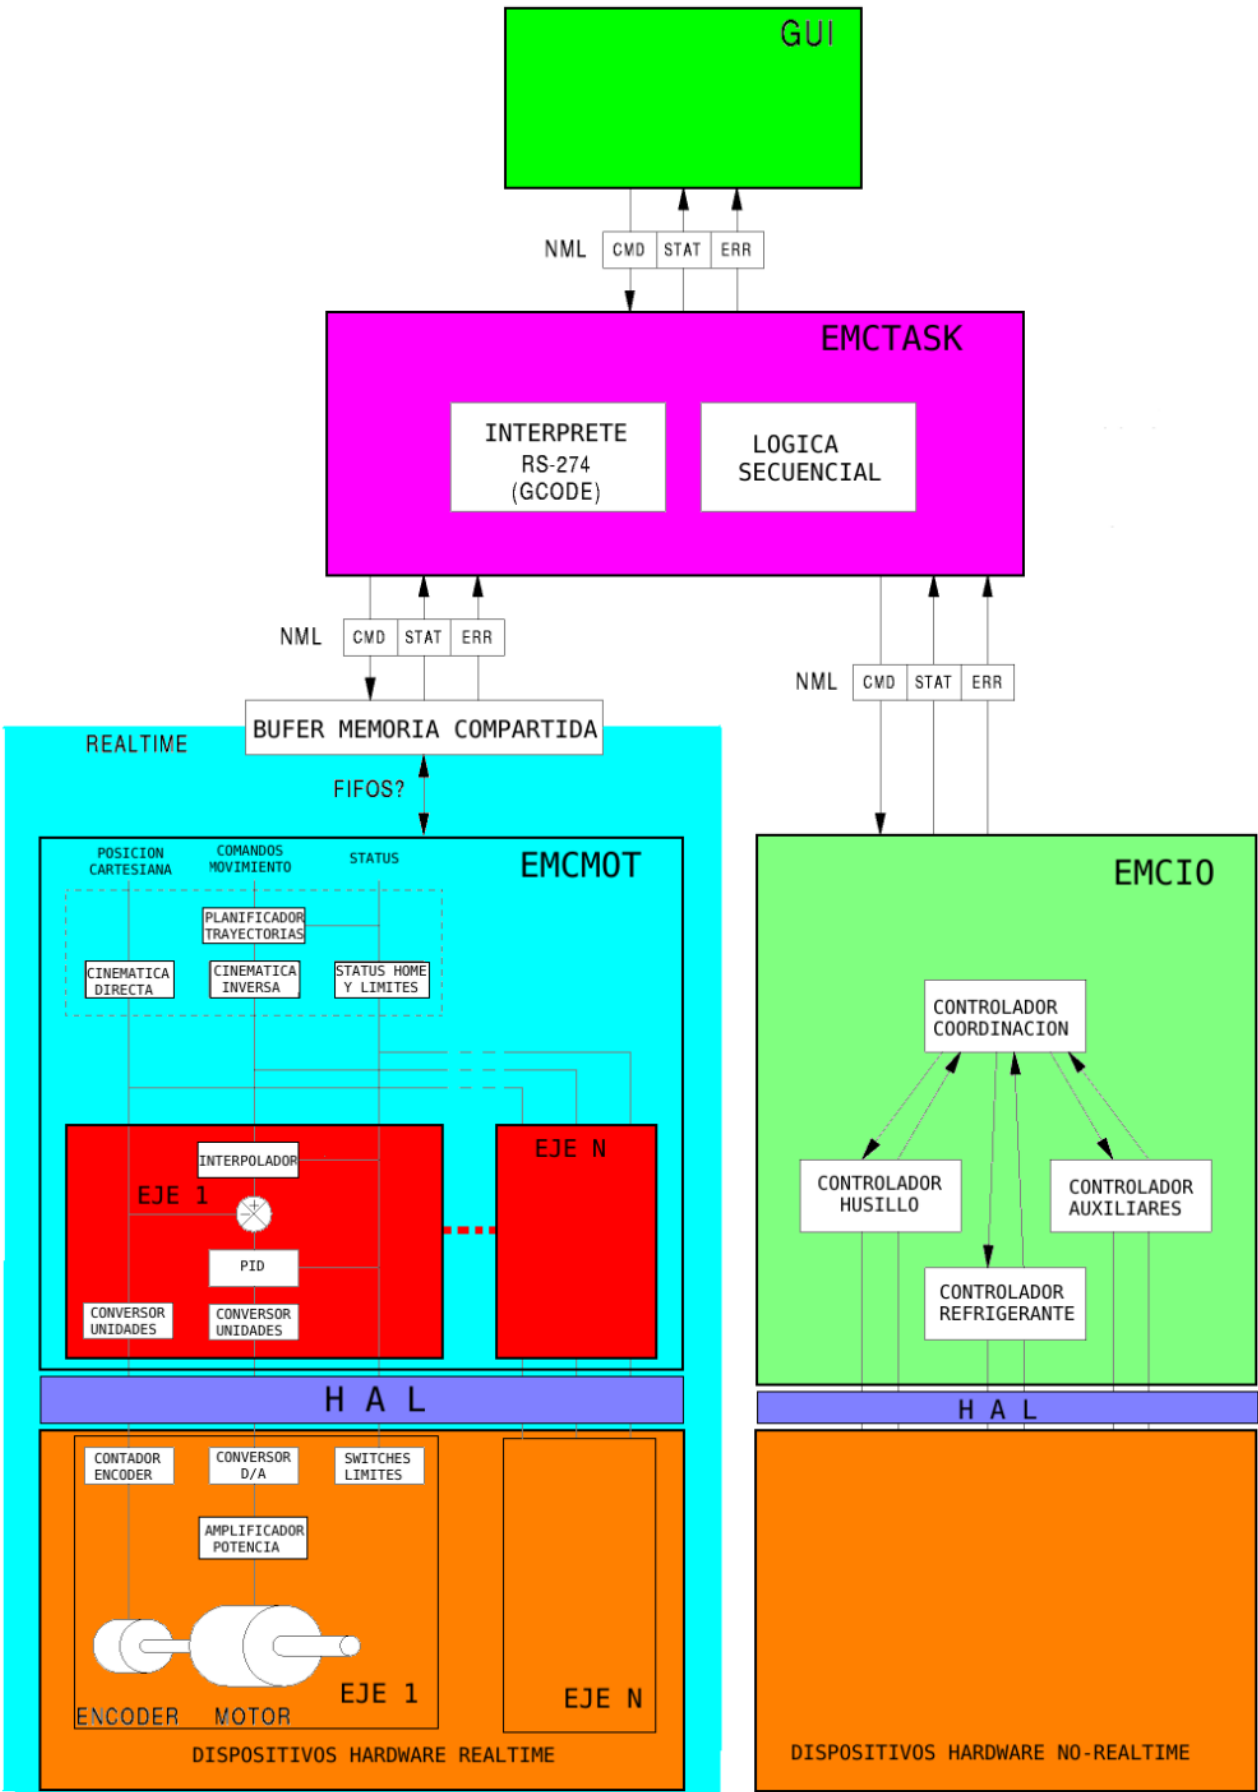 GUI
NML
CMD
STAT
ERR
EMCTASK
INTERPRETE
RS-274
(GCODE)
LOGICA
SECUENCIAL
NML
CMD
STAT
ERR
NML
CMD
STAT
ERR
BUFER MEMORIA COMPARTIDA
REALTIME
FIFOS?
EMCMOT
POSICION
CARTESIANA
COMANDOS
MOVIMIENTO
STATUS
PLANIFICADOR
TRAYECTORIAS
CINEMATICA
DIRECTA
CINEMATICA
INVERSA
STATUS HOME
Y LIMITES
INTERPOLADOR
EJE 1
+
-
PID
CONVERSOR
UNIDADES
CONVERSOR
UNIDADES
EJE N
H A L
CONTADOR
ENCODER
CONVERSOR
D/A
SWITCHES
LIMITES
AMPLIFICADOR
POTENCIA
ENCODER
MOTOR
EJE 1
EJE N
DISPOSITIVOS HARDWARE REALTIME
EMCIO
CONTROLADOR
COORDINACION
CONTROLADOR
HUSILLO
CONTROLADOR
AUXILIARES
CONTROLADOR
REFRIGERANTE
H A L
DISPOSITIVOS HARDWARE NO-REALTIME